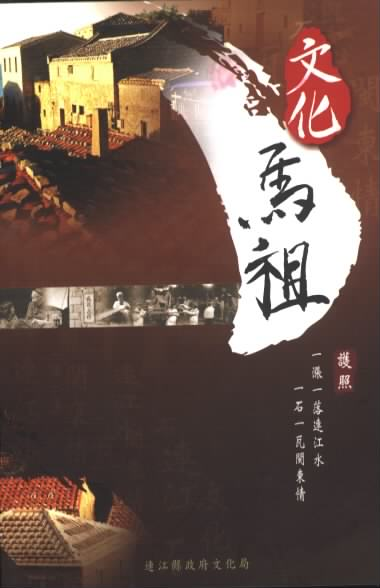 文化
馬祖
護照
一漲一落連江水
一石一瓦閩東情
連江縣政府文化局